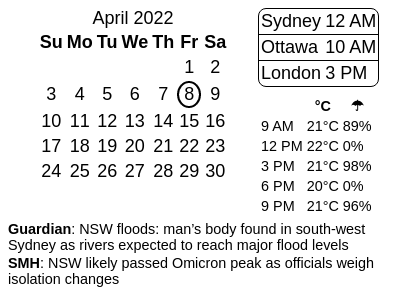 April 2022
Su Mo Tu We Th Fr Sa
1 2
3 4 5 6 7 8 9
10 11 12 13 14 15 16
17 18 19 20 21 22 23
24 25 26 27 28 29 30
Sydney 12 AM
Ottawa 10 AM
London 3 PM
°C ☂
9 AM 21°C 89%
12 PM 22°C 0%
3 PM 21°C 98%
6 PM 20°C 0%
9 PM 21°C 96%
Guardian: NSW floods: man’s body found in south-west
Sydney as rivers expected to reach major flood levels
SMH: NSW likely passed Omicron peak as officials weigh
isolation changes